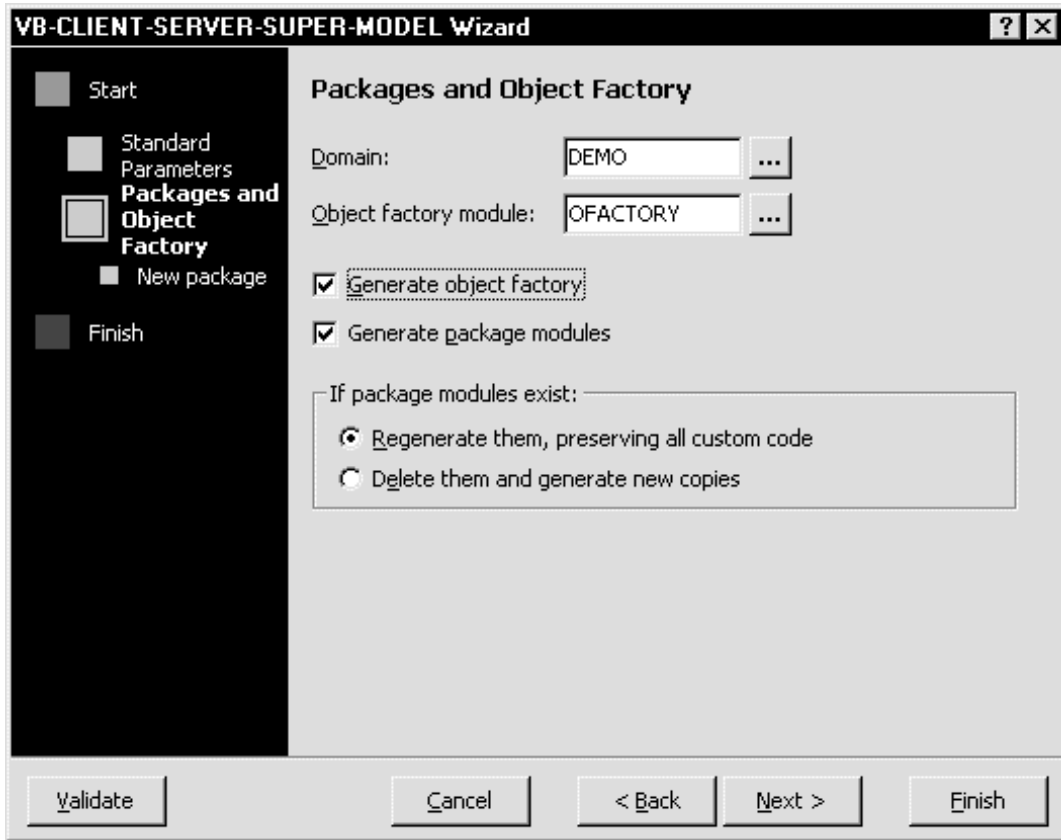 VB-CLIENT-SERVER-SUPER-MODEL Wizard
Start
Standard
Parameters
Packages and
Object
Factory
New package
Finish
Packages and Object Factory
Domain: DEMO ...
Object factory module: OFACTORY ...
Generate object factory
Generate package modules
If package modules exist:
Regenerate them, preserving all custom code
Delete them and generate new copies
Validate Cancel < Back Next > Finish